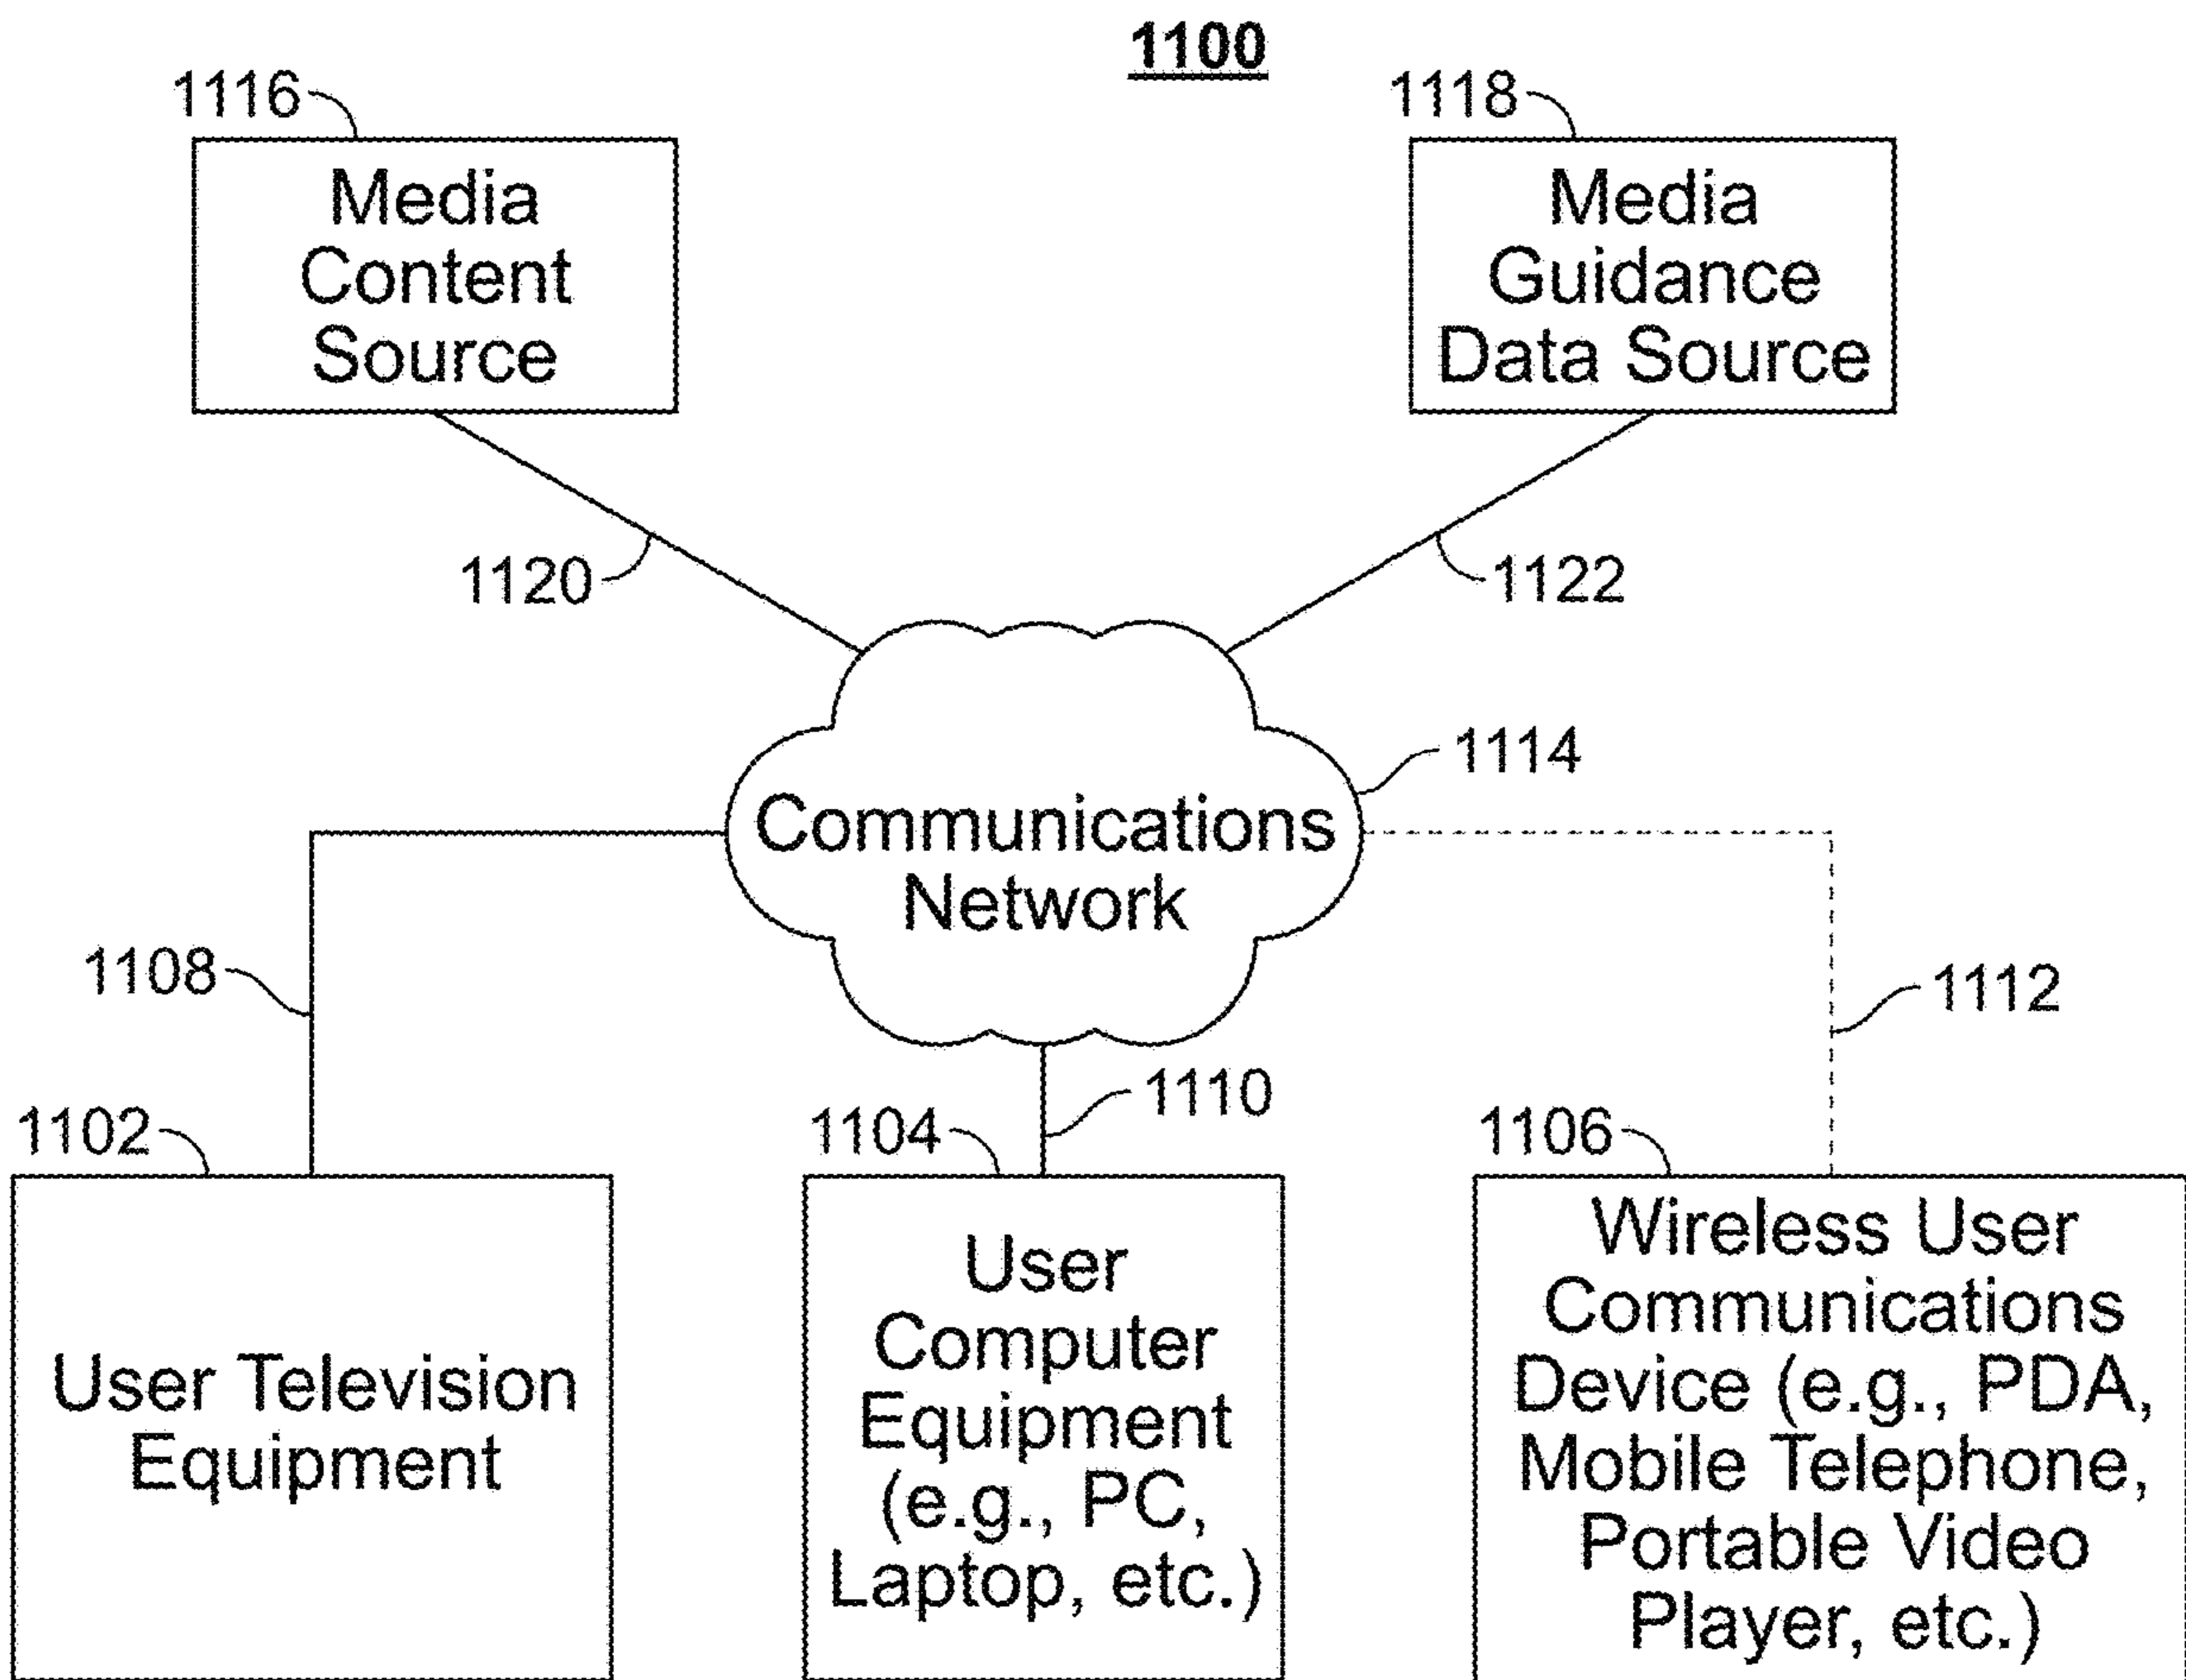 1100
1116
1118
Media
Content
Source
Media
Guidance
Data Source
1120
1122
1114
Communications
Network
1108
1112
1110
1102
1104
1106
User Television
Equipment
User
Computer
Equipment
(e.g., PC,
Laptop, etc.)
Wireless User
Communications
Device (e.g., PDA,
Mobile Telephone,
Portable Video
Player, etc.)